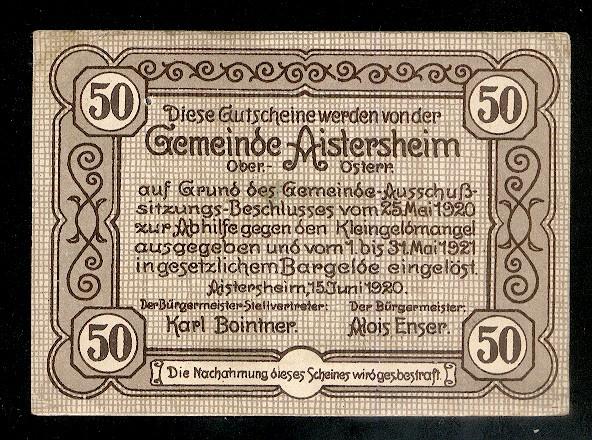 50 50
Diese Gutscheine werden von der
Gemeinde Aistersheim
Ober- Österr.
auf Grund des Gemeinde-Ausschuß-
sitzungs-Beschlusses vom 25. Mai 1920
zur Abhilfe gegen den Kleingeldmangel
ausgegeben und vom 1. bis 31. Mai 1921
in gesetzlichem Bargelde eingelöst.
Aistersheim, 15. Juni 1920.
Der Bürgermeister-Stellvertreter: Der Bürgermeister:
Karl Bointner. Alois Enser.
50 50
Die Nachahmung dieses Scheines wird ges. bestraft.